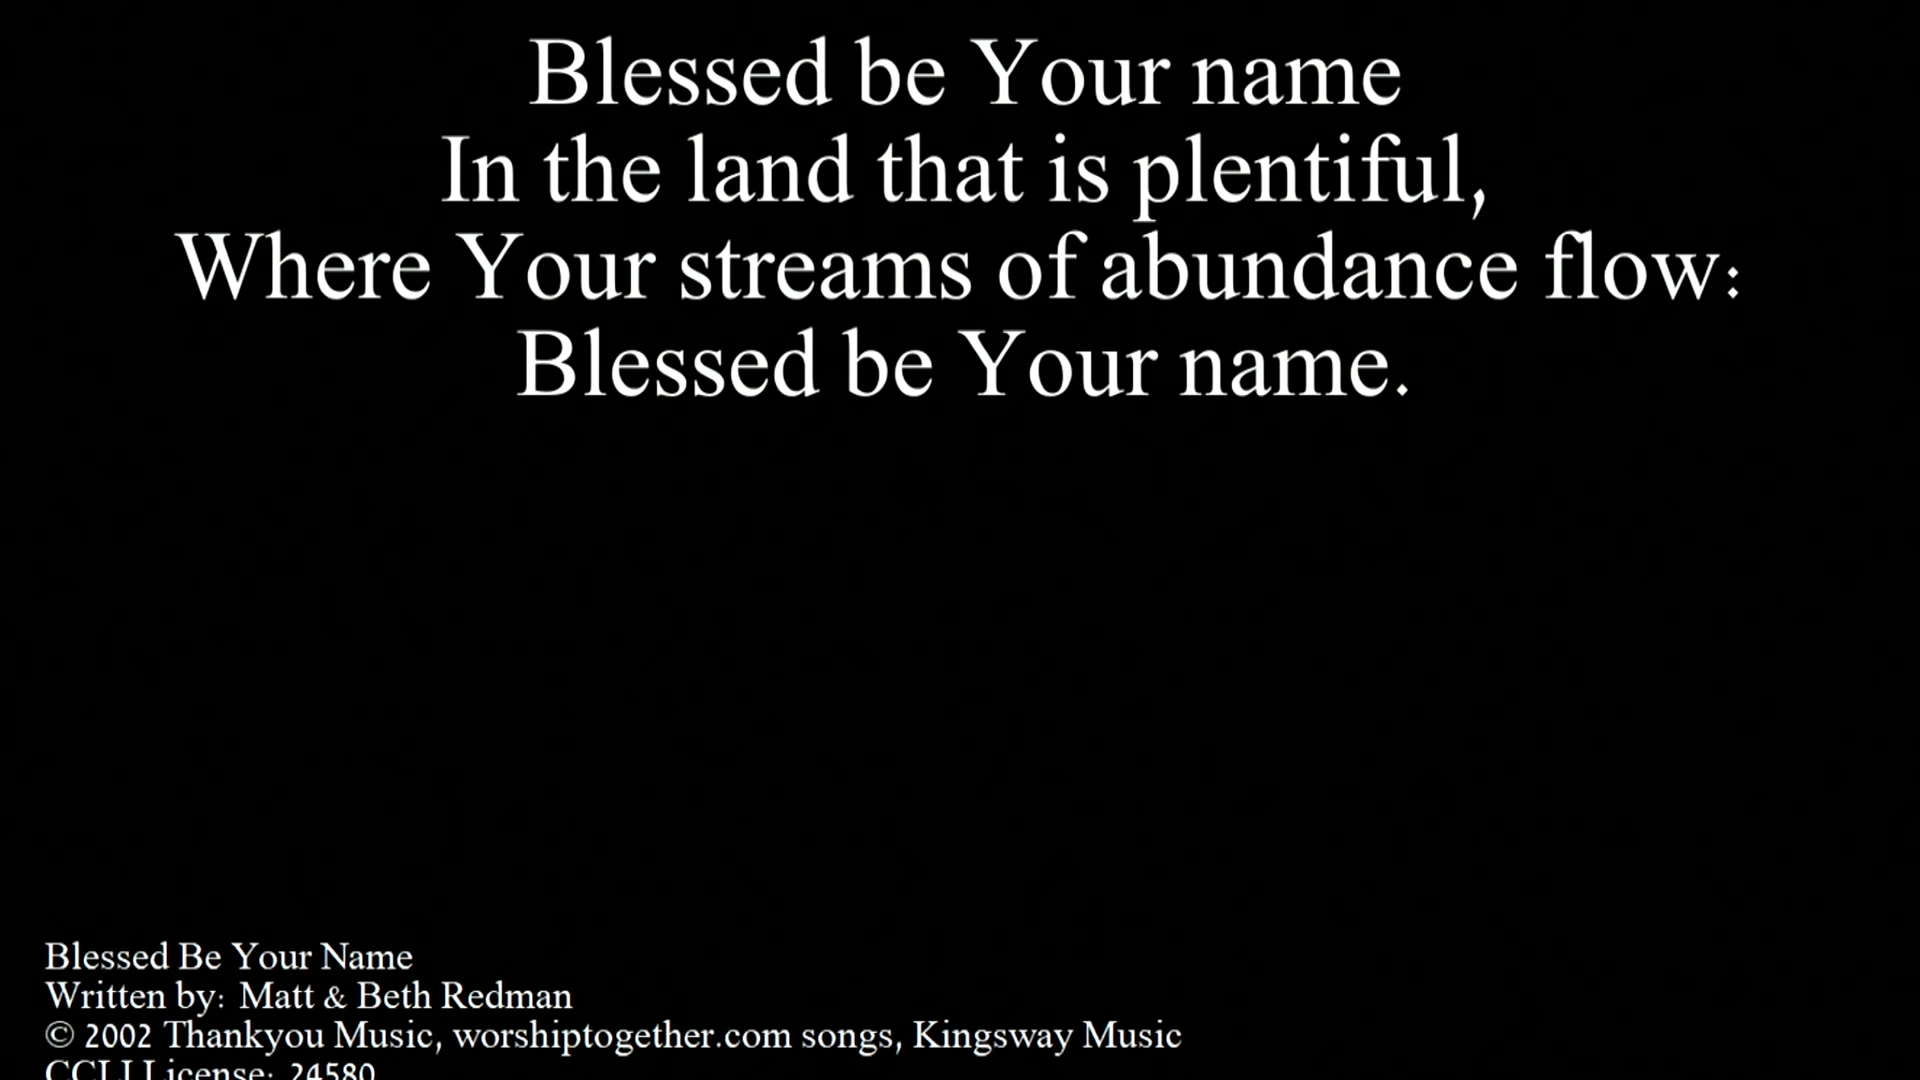 Blessed be Your name
In the land that is plentiful,
Where Your streams of abundance flow:
Blessed be Your name.
Blessed Be Your Name
Written by: Matt & Beth Redman
© 2002 Thankyou Music, worshiptogether.com songs, Kingsway Music
CCLI License: 24580